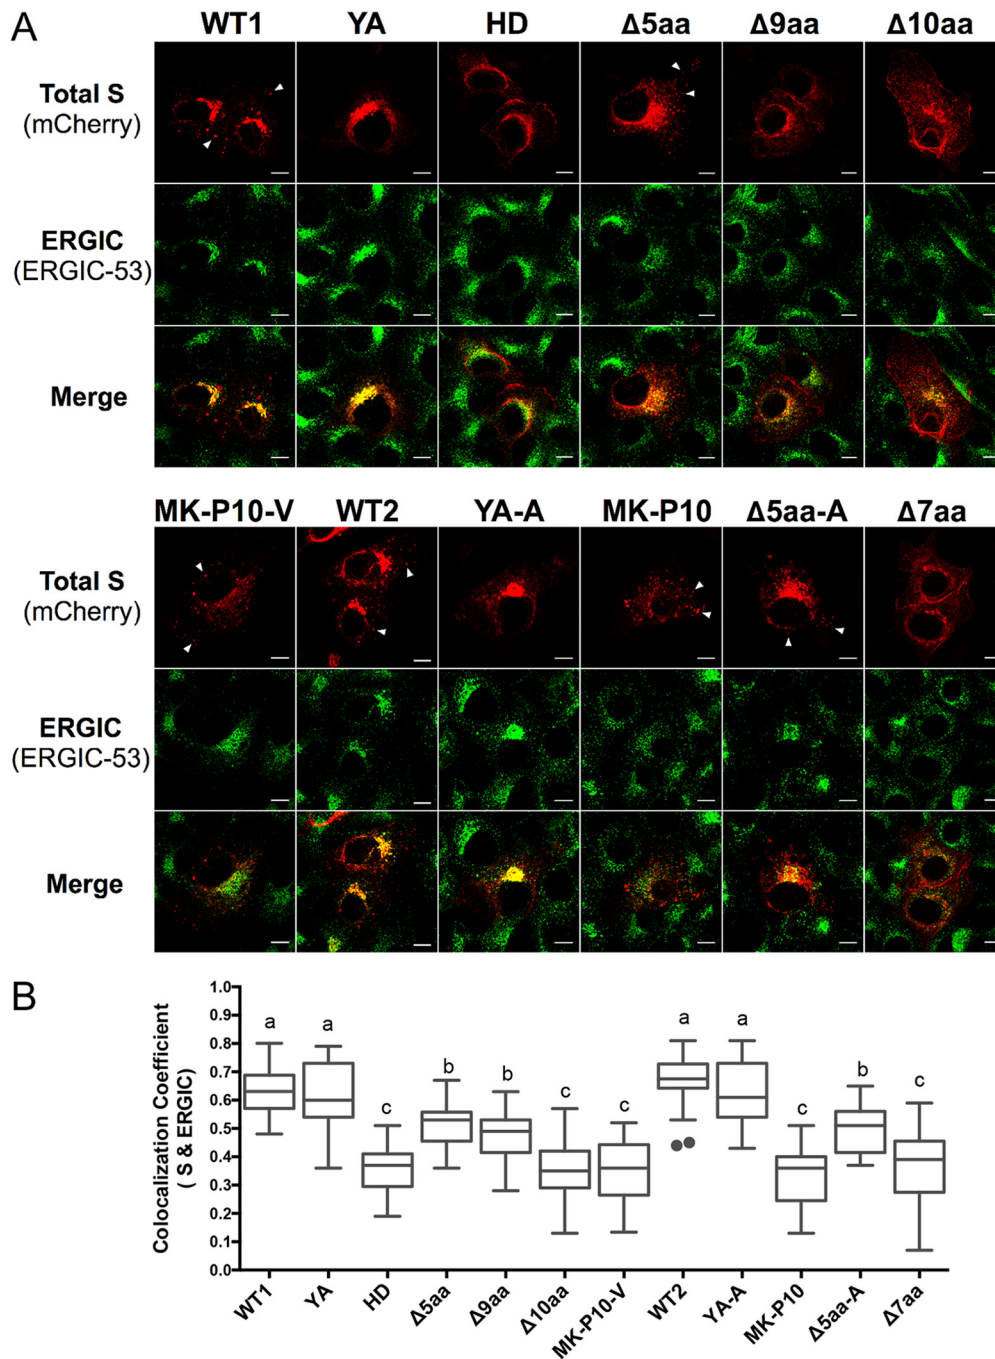 A
WT1 YA HD Δ5aa Δ9aa Δ10aa
Total S
(mCherry)
ERGIC
(ERGIC-53)
Merge
MK-P10-V WT2 YA-A MK-P10 Δ5aa-A Δ7aa
Total S
(mCherry)
ERGIC
(ERGIC-53)
Merge
B
Colocalization Coefficient
( S & ERGIC)
1.0
0.9
0.8
0.7
0.6
0.5
0.4
0.3
0.2
0.1
0.0
a a c b b c c a a c b c
WT1 YA HD Δ5aa Δ9aa Δ10aa MK-P10-V WT2 YA-A MK-P10 Δ5aa-A Δ7aa